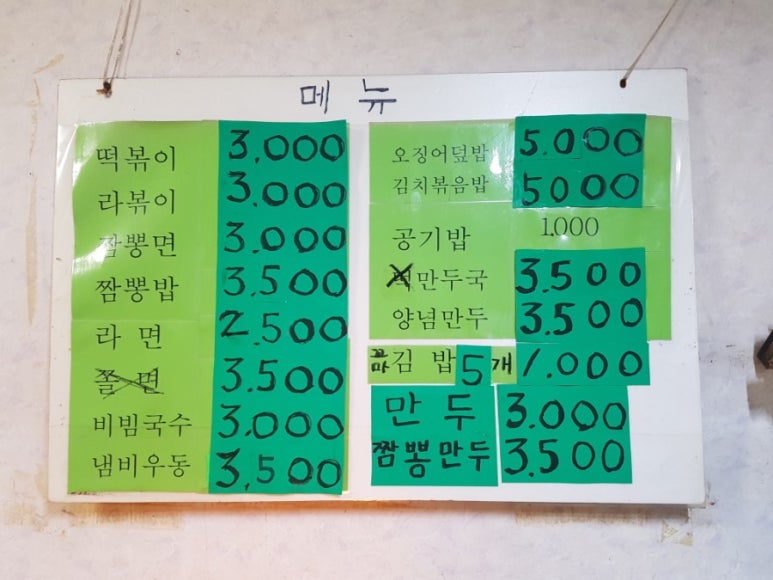 메뉴
떡볶이 3,000
라볶이 3,000
짬뽕면 3,000
짬뽕밥 3,500
라면 2,500
쫄면 3,500
비빔국수 3,000
냄비우동 3,500
오징어덮밥 5.000
김치볶음밥 5000
공기밥 1,000
만두국 3.500
양념만두 3.500
꼬마김밥 5개 1.000
만두 3.000
짬뽕만두 3.500